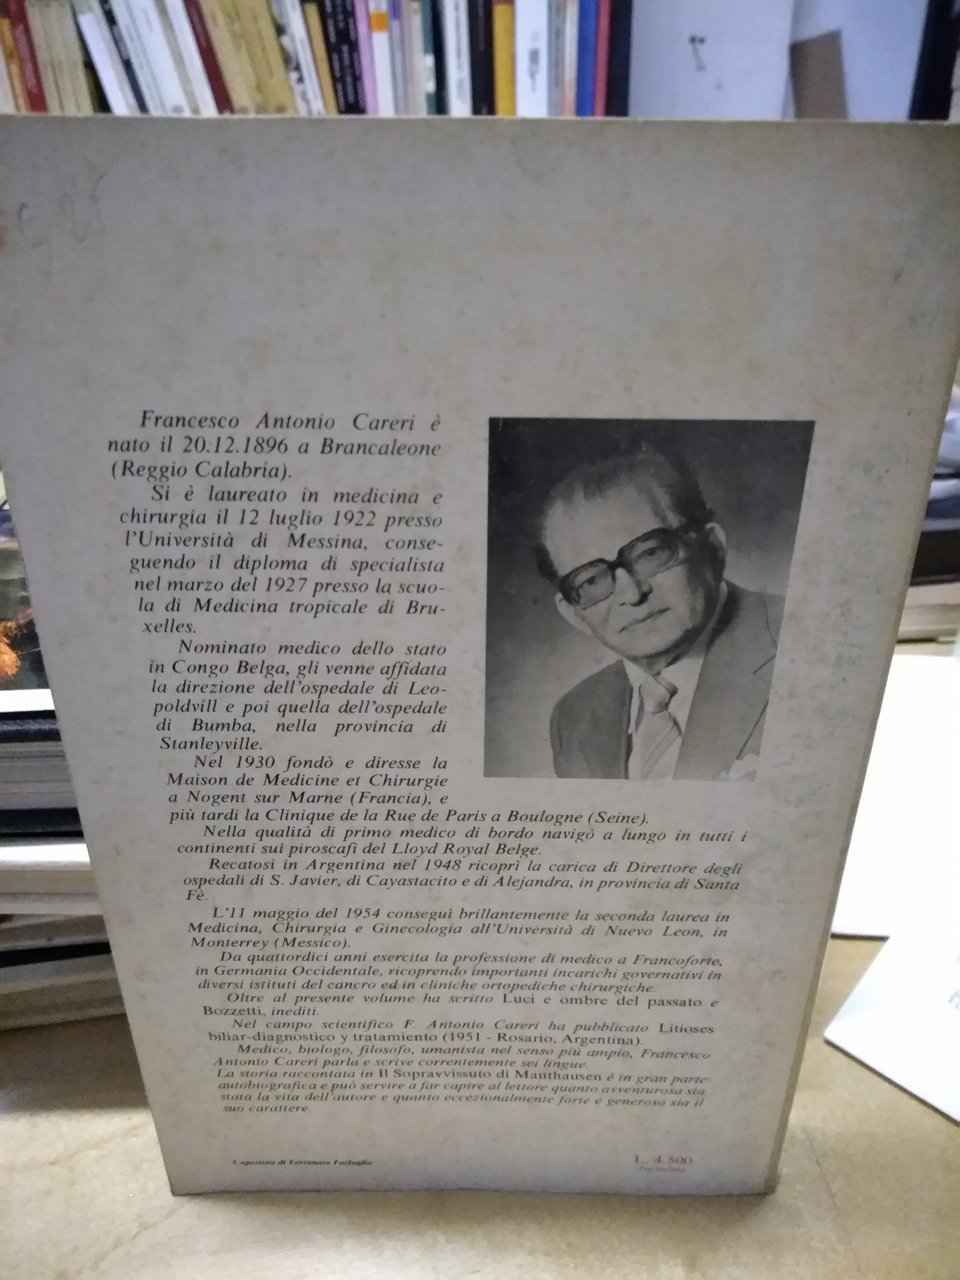 Francesco Antonio Careri è
nato il 20.12.1896 a Brancaleone
(Reggio Calabria).
Si è laureato in medicina e
chirurgia il 12 luglio 1922 presso
l'Università di Messina, conse-
guendo il diploma di specialista
nel marzo del 1927 presso la scuo-
la di Medicina tropicale di Bru-
xelles.
Nominato medico dello stato
in Congo Belga, gli venne affidata
la direzione dell'ospedale di Leo-
poldvill e poi quella dell'ospedale
di Bumba, nella provincia di
Stanleyville.
Nel 1930 fondò e diresse la
Maison de Medicine et Chirurgie
a Nogent sur Marne (Francia), e
più tardi la Clinique de la Rue de Paris a Boulogne (Seine).
Nella qualità di primo medico di bordo navigò a lungo in tutti i
continenti sui piroscafi del Lloyd Royal Belge.
Recatosi in Argentina nel 1948 ricoprì la carica di Direttore degli
ospedali di S. Javier, di Cayastacito e di Alejandra, in provincia di Santa
Fè.
L'11 maggio del 1954 conseguì brillantemente la seconda laurea in
Medicina, Chirurgia e Ginecologia all'Università di Nuevo Leon, in
Monterrey (Messico).
Da quattordici anni esercita la professione di medico a Francoforte,
in Germania Occidentale, ricoprendo importanti incarichi governativi in
diversi istituti del cancro ed in cliniche ortopediche chirurgiche.
Oltre al presente volume ha scritto Luci e ombre del passato e
Bozzetti, inediti.
Nel campo scientifico F. Antonio Careri ha pubblicato Litioses
biliar-diagnostico y tratamiento (1951 - Rosario, Argentina).
Medico, biologo, filosofo, umanista nel senso più ampio, Francesco
Antonio Careri parla e scrive correntemente sei lingue.
La storia raccontata in Il Sopravvissuto di Mauthausen è in gran parte
autobiografica e può servire a far capire al lettore quanto avventurosa sia
stata la vita dell'autore e quanto eccezionalmente forte e generoso sia il
suo carattere.
Copertina di Fortunato
L. 4.500